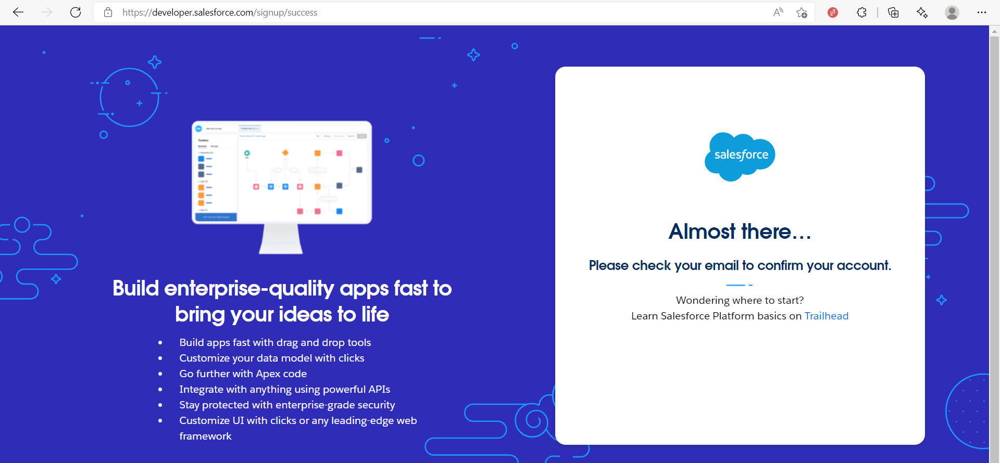 https://developer.salesforce.com/signup/success
salesforce
Almost there...
Please check your email to confirm your account.
Wondering where to start?
Learn Salesforce Platform basics on Trailhead
Build enterprise-quality apps fast to
bring your ideas to life
• Build apps fast with drag and drop tools
• Customize your data model with clicks
• Go further with Apex code
• Integrate with anything using powerful APIs
• Stay protected with enterprise-grade security
• Customize UI with clicks or any leading-edge web
framework